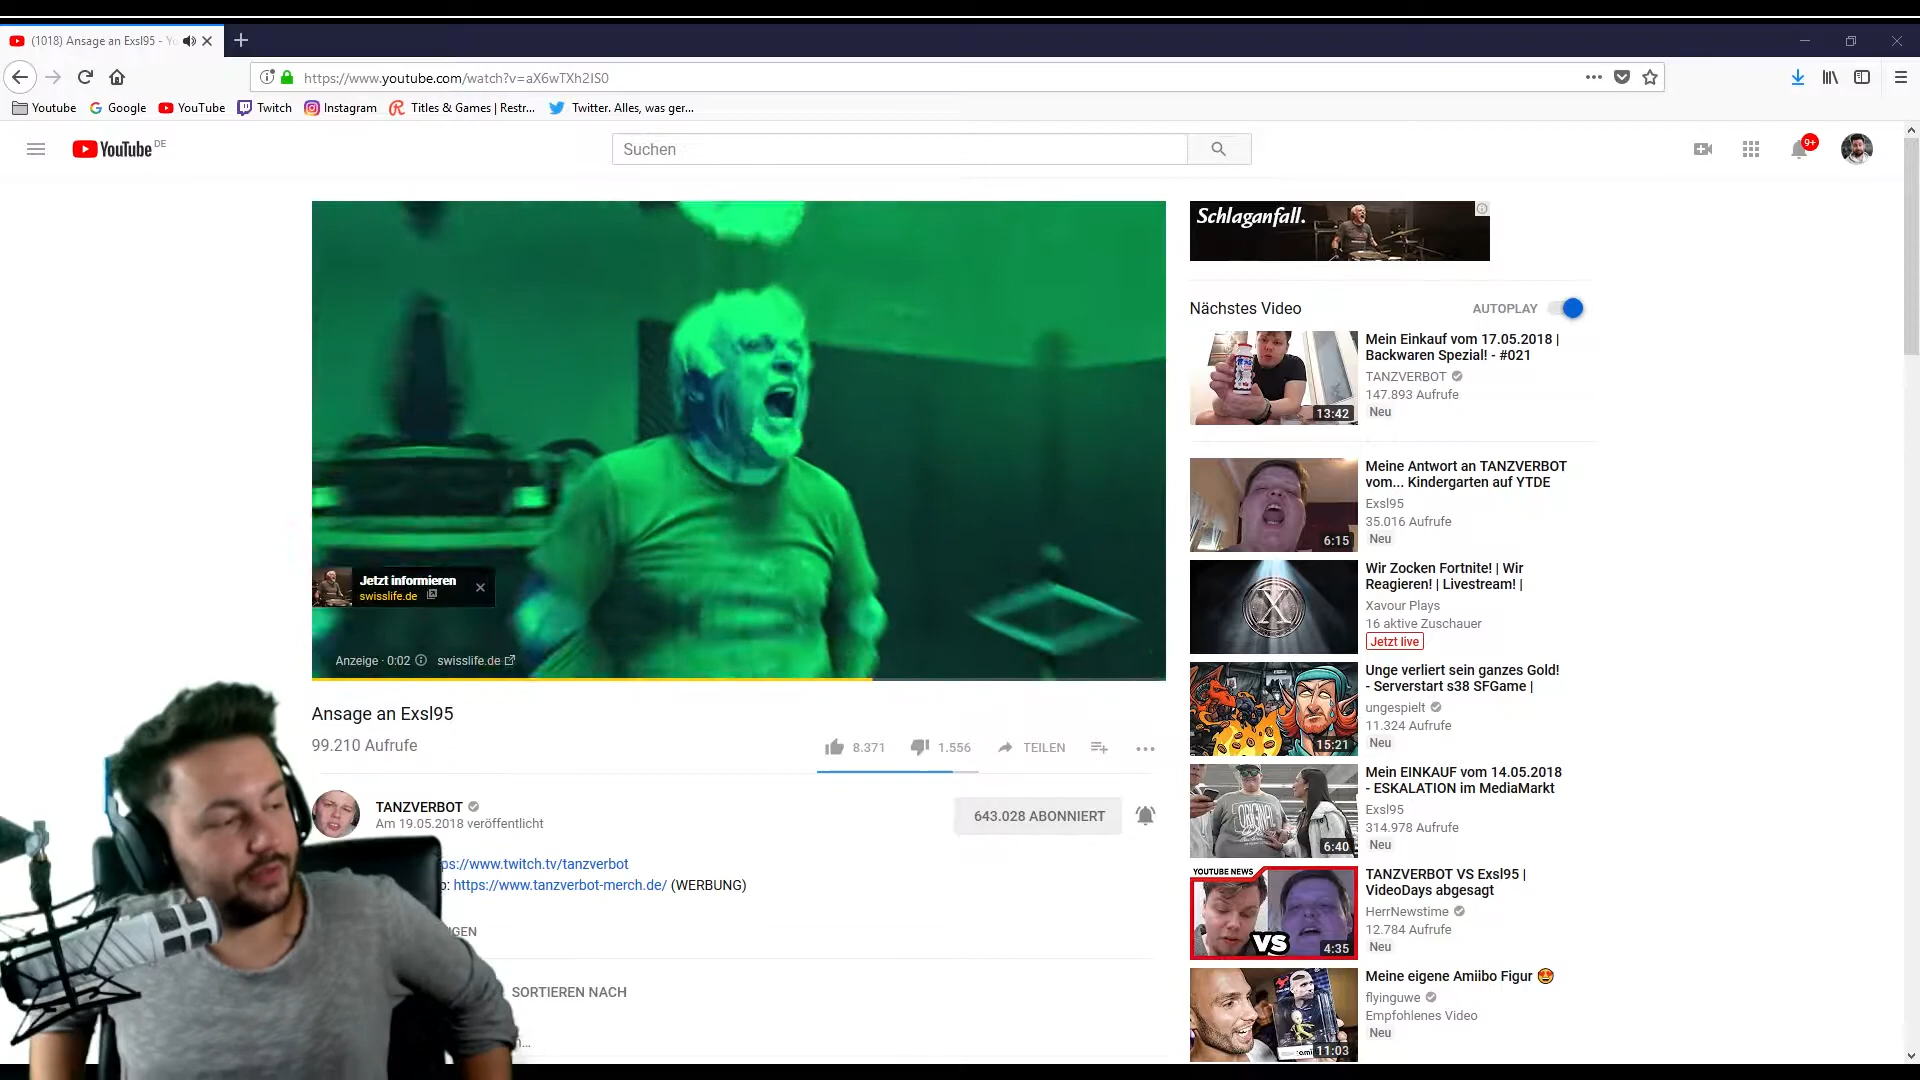 (1018) Ansage an Exsl95 - Yo
https://www.youtube.com/watch?v=aX6wTXh2IS0
Youtube
Google
YouTube
Twitch
Instagram
Titles & Games | Restr...
Twitter. Alles, was ger...
YouTube DE
Suchen
9+
Schlaganfall.
Nächstes Video
AUTOPLAY
Mein Einkauf vom 17.05.2018 |
Backwaren Spezial! - #021
TANZVERBOT
147.893 Aufrufe
Neu
13:42
Meine Antwort an TANZVERBOT
vom... Kindergarten auf YTDE
Exsl95
35.016 Aufrufe
Neu
6:15
Wir Zocken Fortnite! | Wir
Reagieren! | Livestream! |
Xavour Plays
16 aktive Zuschauer
Jetzt live
X
Unge verliert sein ganzes Gold!
- Serverstart s38 SFGame |
ungespielt
11.324 Aufrufe
Neu
15:21
Mein EINKAUF vom 14.05.2018
- ESKALATION im MediaMarkt
Exsl95
314.978 Aufrufe
Neu
6:40
ORIGINAL
TANZVERBOT VS Exsl95 |
VideoDays abgesagt
HerrNewstime
12.784 Aufrufe
Neu
YOUTUBE NEWS
VS
4:35
Meine eigene Amiibo Figur 😍
flyinguwe
Empfohlenes Video
Neu
11:03
Jetzt informieren
swisslife.de
Anzeige · 0:02
swisslife.de
Ansage an Exsl95
99.210 Aufrufe
8.371
1.556
TEILEN
TANZVERBOT
Am 19.05.2018 veröffentlicht
643.028 ABONNIERT
ps://www.twitch.tv/tanzverbot
p: https://www.tanzverbot-merch.de/ (WERBUNG)
GEN
SORTIEREN NACH
n...